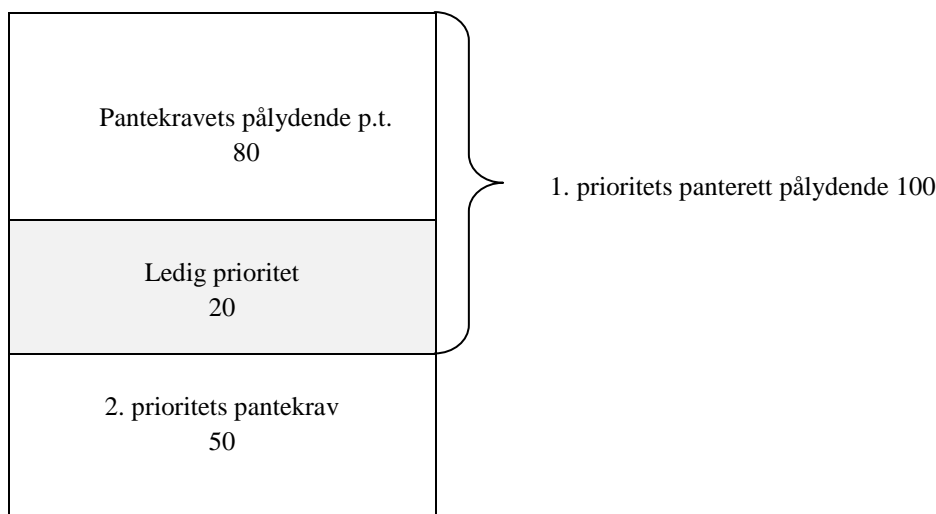 Pantekravets pålydende p.t.
80
1. prioritets panterett pålydende 100
Ledig prioritet
20
2. prioritets pantekrav
50